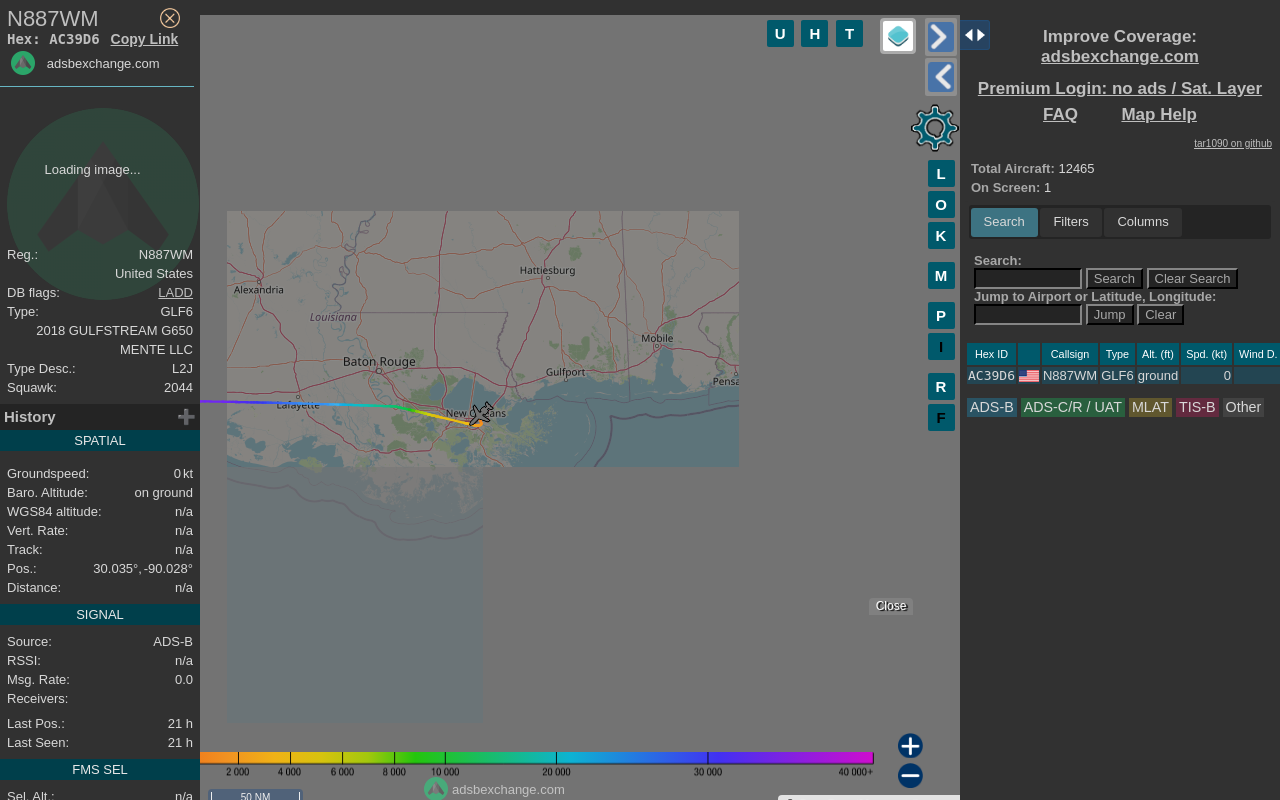 N887WM
Hex: AC39D6 Copy Link
adsbexchange.com
Loading image...
Reg.: N887WM
United States
DB flags: LADD
Type: GLF6
2018 GULFSTREAM G650
MENTE LLC
Type Desc.: L2J
Squawk: 2044
History
SPATIAL
Groundspeed: 0 kt
Baro. Altitude: on ground
WGS84 altitude: n/a
Vert. Rate: n/a
Track: n/a
Pos.: 30.035°, -90.028°
Distance: n/a
SIGNAL
Source: ADS-B
RSSI: n/a
Msg. Rate: 0.0
Receivers:
Last Pos.: 21 h
Last Seen: 21 h
FMS SEL
Sel. Alt.: n/a
U H T
L
O
K
M
P
I
R
F
Hattiesburg
Alexandria
Louisiana
Mobile
Baton Rouge
Gulfport
Pensa
Lafayette
Close
2 000 4 000 6 000 8 000 10 000 20 000 30 000 40 000+
adsbexchange.com
50 NM
Improve Coverage:
adsbexchange.com
Premium Login: no ads / Sat. Layer
FAQ Map Help
tar1090 on github
Total Aircraft: 12465
On Screen: 1
Search Filters Columns
Search:
Search Clear Search
Jump to Airport or Latitude, Longitude:
Jump Clear
Hex ID Callsign Type Alt. (ft) Spd. (kt) Wind D.
AC39D6 N887WM GLF6 ground 0
ADS-B ADS-C/R / UAT MLAT TIS-B Other